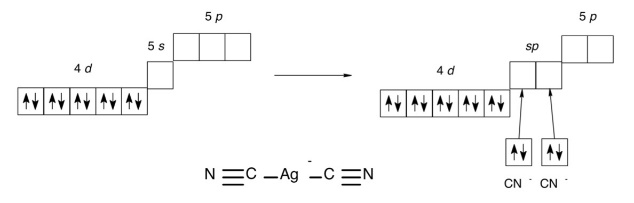 5 p
5 s
4 d
5 p
sp
4 d
CN - CN -
N ≡ C – Ag - – C ≡ N